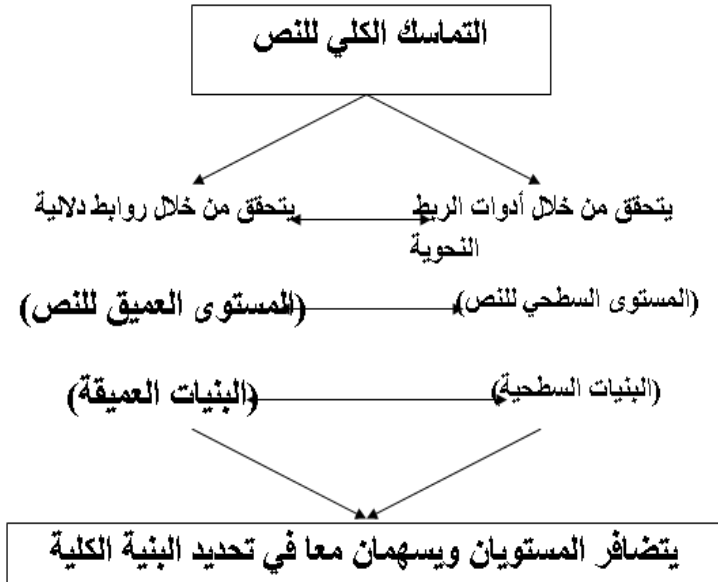 التماسك الكلي للنص
يتحقق من خلال أدوات الربط
النحوية
يتحقق من خلال روابط دلالية
(المستوى السطحي للنص)
(المستوى العميق للنص)
(البنيات السطحية)
(البنيات العميقة)
يتضافر المستويان ويسهمان معا في تحديد البنية الكلية